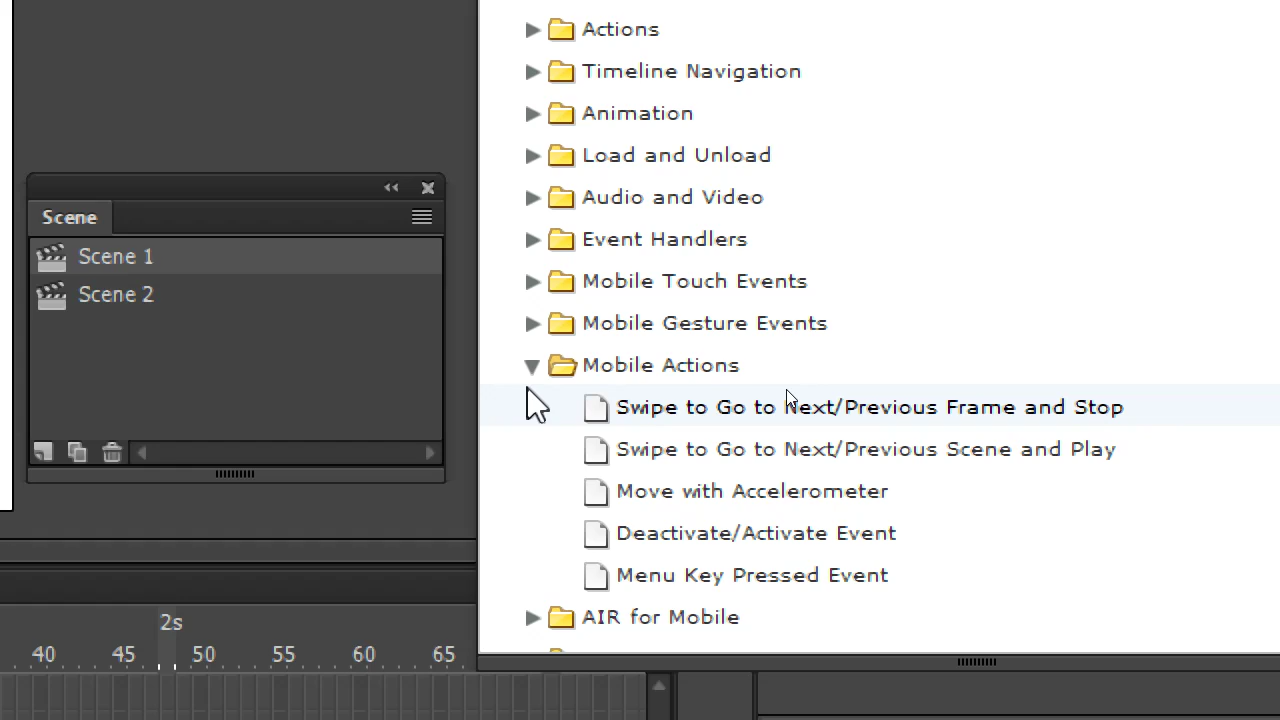 Actions
Timeline Navigation
Animation
Load and Unload
Audio and Video
Event Handlers
Mobile Touch Events
Mobile Gesture Events
Mobile Actions
Swipe to Go to Next/Previous Frame and Stop
Swipe to Go to Next/Previous Scene and Play
Move with Accelerometer
Deactivate/Activate Event
Menu Key Pressed Event
AIR for Mobile
Scene
Scene 1
Scene 2
2s
40 45 50 55 60 65